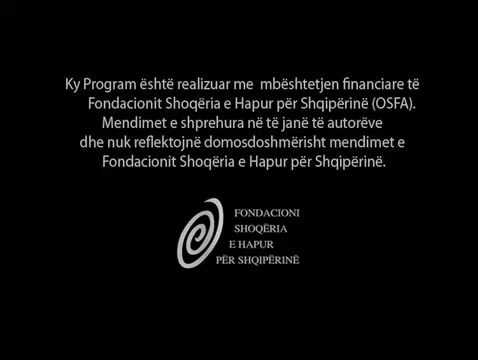 Ky Program është realizuar me mbështetjen financiare të
Fondacionit Shoqëria e Hapur për Shqipërinë (OSFA).
Mendimet e shprehura në të janë të autorëve
dhe nuk reflektojnë domosdoshmërisht mendimet e
Fondacionit Shoqëria e Hapur për Shqipërinë.
FONDACIONI
SHOQËRIA
E HAPUR
PËR SHQIPËRINË